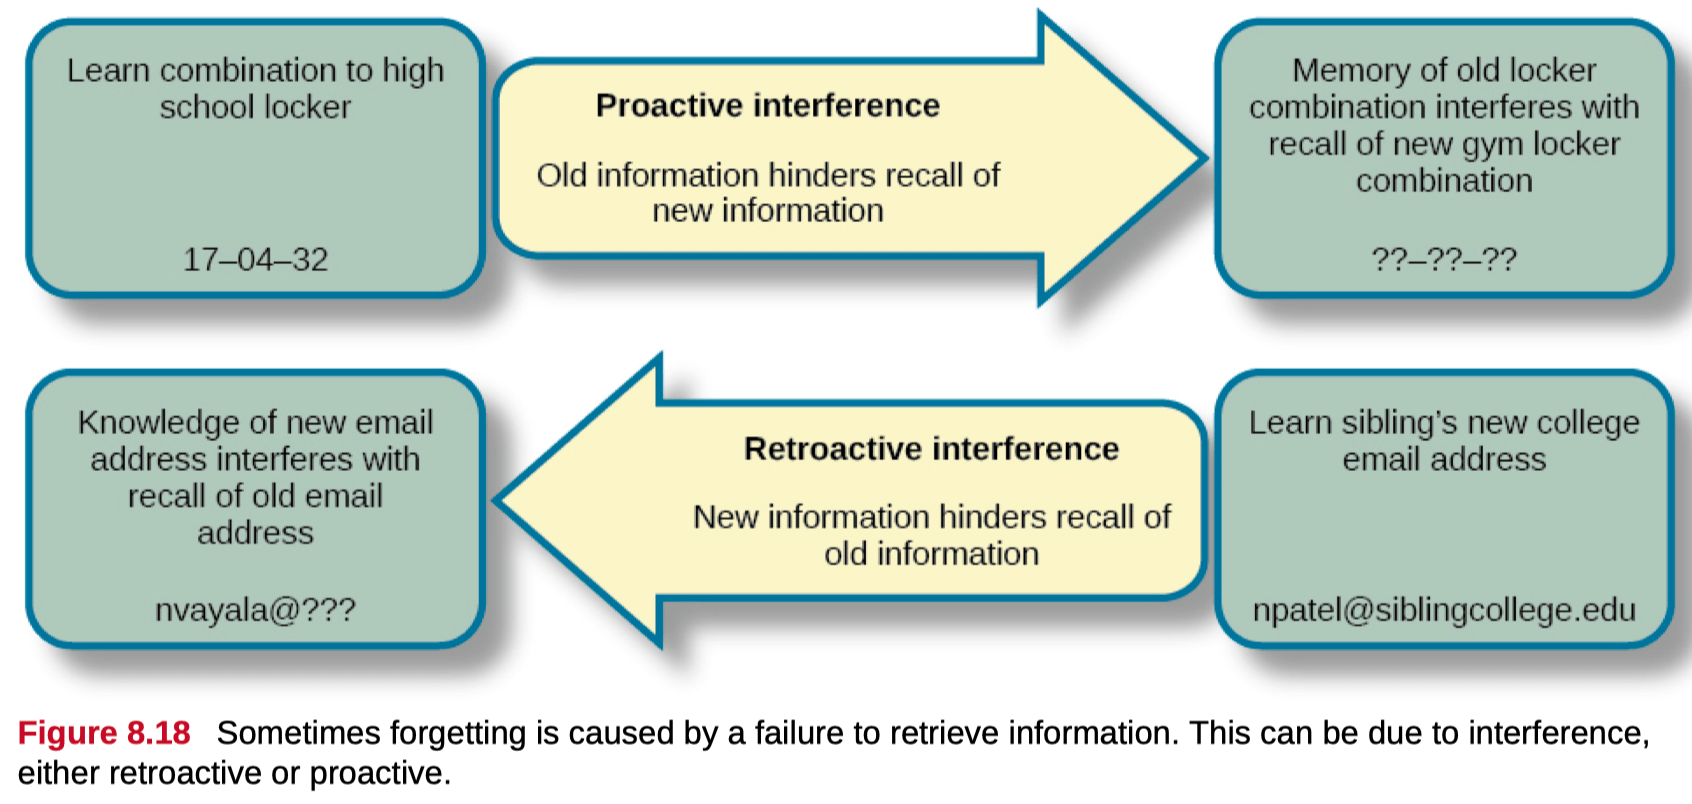 Learn combination to high
school locker
17–04–32
Proactive interference
Old information hinders recall of
new information
Memory of old locker
combination interferes with
recall of new gym locker
combination
??–??–??
Knowledge of new email
address interferes with
recall of old email
address
nvayala@???
Retroactive interference
New information hinders recall of
old information
Learn sibling’s new college
email address
npatel@siblingcollege.edu
Figure 8.18 Sometimes forgetting is caused by a failure to retrieve information. This can be due to interference,
either retroactive or proactive.